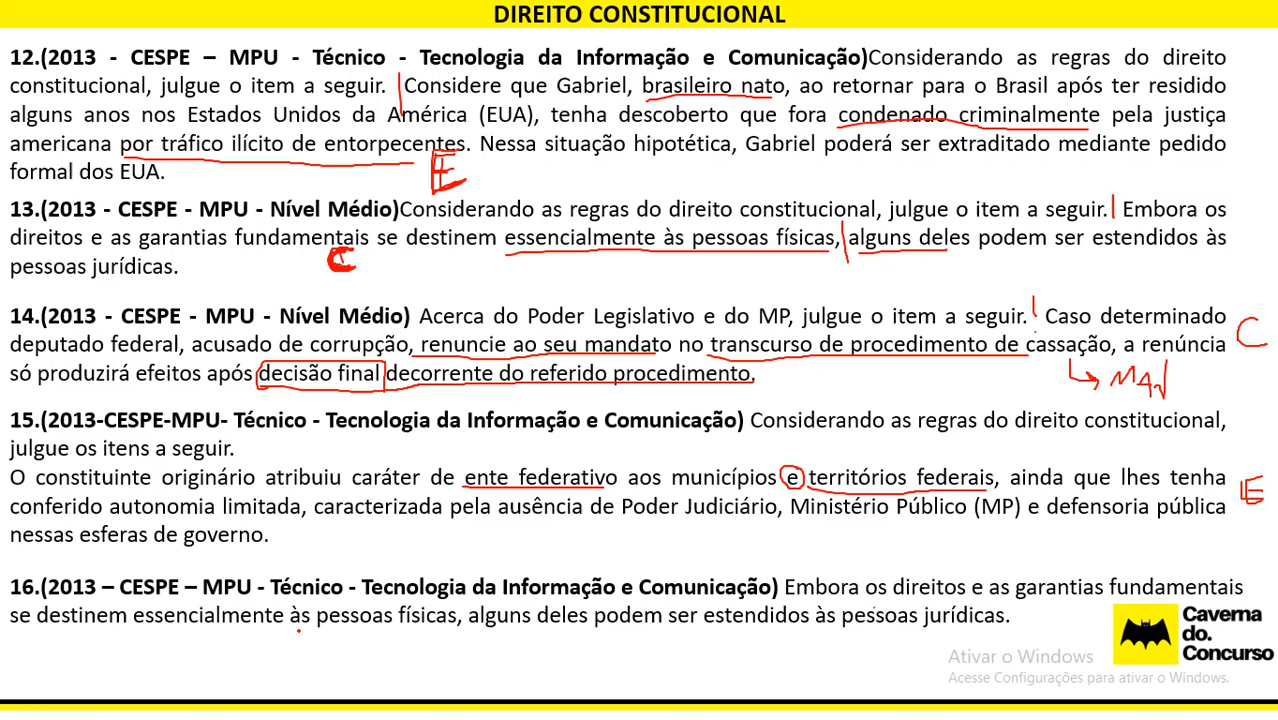 DIREITO CONSTITUCIONAL
12.(2013 - CESPE – MPU - Técnico - Tecnologia da Informação e Comunicação)Considerando as regras do direito
constitucional, julgue o item a seguir. Considere que Gabriel, brasileiro nato, ao retornar para o Brasil após ter residido
alguns anos nos Estados Unidos da América (EUA), tenha descoberto que fora condenado criminalmente pela justiça
americana por tráfico ilícito de entorpecentes. Nessa situação hipotética, Gabriel poderá ser extraditado mediante pedido
formal dos EUA.
E
13.(2013 - CESPE - MPU - Nível Médio)Considerando as regras do direito constitucional, julgue o item a seguir. Embora os
direitos e as garantias fundamentais se destinem essencialmente às pessoas físicas, alguns deles podem ser estendidos às
pessoas jurídicas.
C
14.(2013 - CESPE - MPU - Nível Médio) Acerca do Poder Legislativo e do MP, julgue o item a seguir. Caso determinado
deputado federal, acusado de corrupção, renuncie ao seu mandato no transcurso de procedimento de cassação, a renúncia
C
só produzirá efeitos após decisão final decorrente do referido procedimento,
15.(2013-CESPE-MPU- Técnico - Tecnologia da Informação e Comunicação) Considerando as regras do direito constitucional,
julgue os itens a seguir.
O constituinte originário atribuiu caráter de ente federativo aos municípios e territórios federais, ainda que lhes tenha
conferido autonomia limitada, caracterizada pela ausência de Poder Judiciário, Ministério Público (MP) e defensoria pública
E
nessas esferas de governo.
16.(2013 – CESPE – MPU - Técnico - Tecnologia da Informação e Comunicação) Embora os direitos e as garantias fundamentais
se destinem essencialmente às pessoas físicas, alguns deles podem ser estendidos às pessoas jurídicas.
Caverna
do.
Concurso
Ativar o Windows
Acesse Configurações para ativar o Windows.